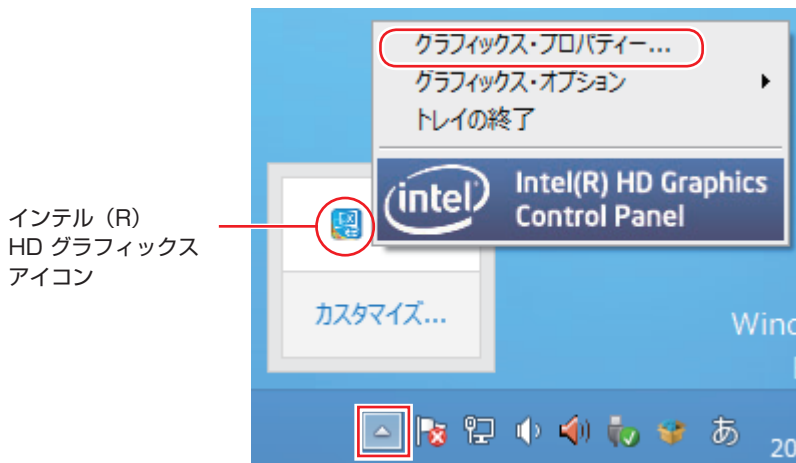 クラフィックス・プロパティー...
グラフィックス・オプション
トレイの終了
intel
Intel(R) HD Graphics
Control Panel
インテル（R）
HD グラフィックス
アイコン
カスタマイズ...
Winc
あ
20